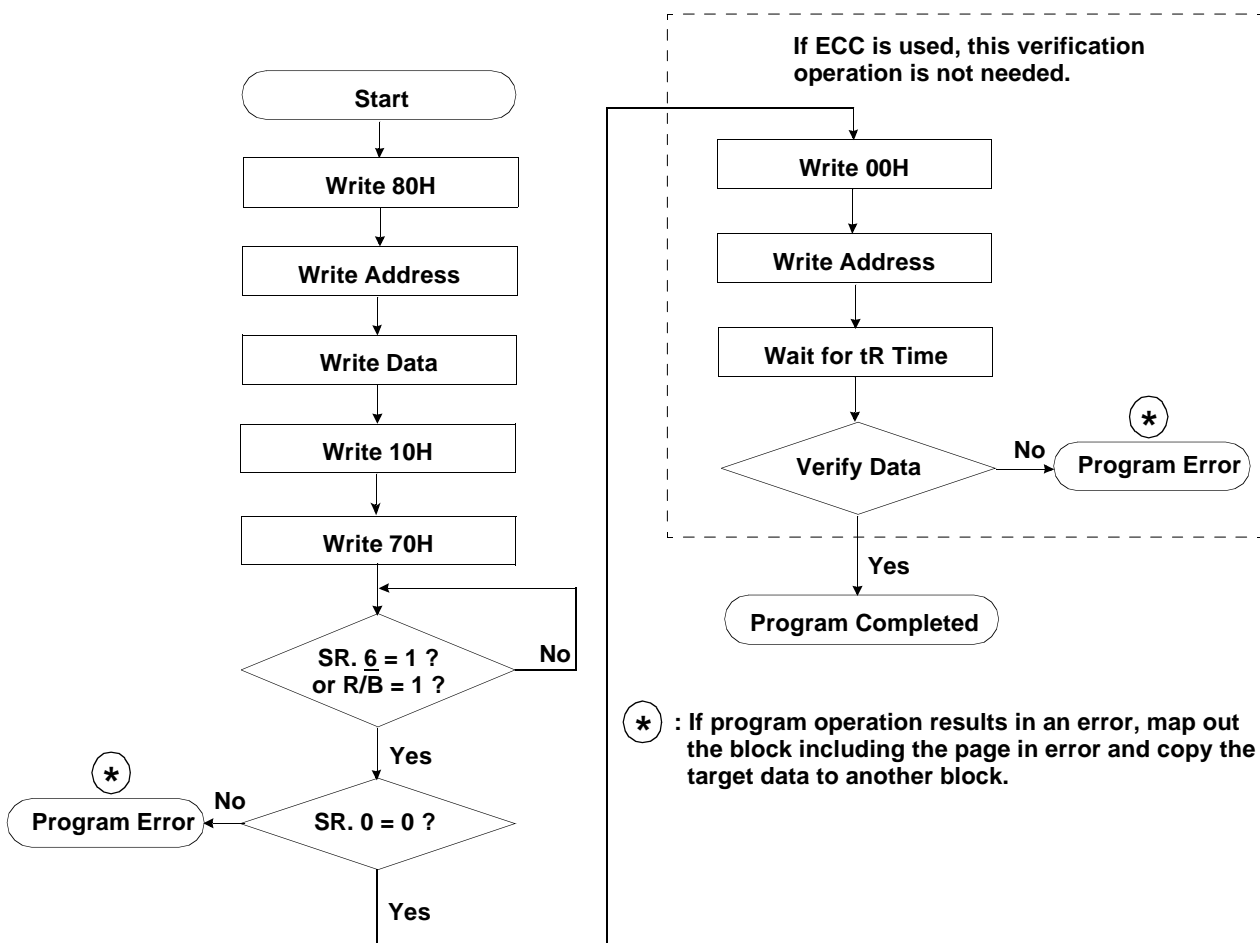 Start
Write 80H
Write Address
Write Data
Write 10H
Write 70H
SR. 6 = 1 ?
or R/B = 1 ?
No
Yes
*
No
Program Error
SR. 0 = 0 ?
Yes
If ECC is used, this verification
operation is not needed.
Write 00H
Write Address
Wait for tR Time
*
Verify Data
No
Program Error
Yes
Program Completed
* : If program operation results in an error, map out
the block including the page in error and copy the
target data to another block.